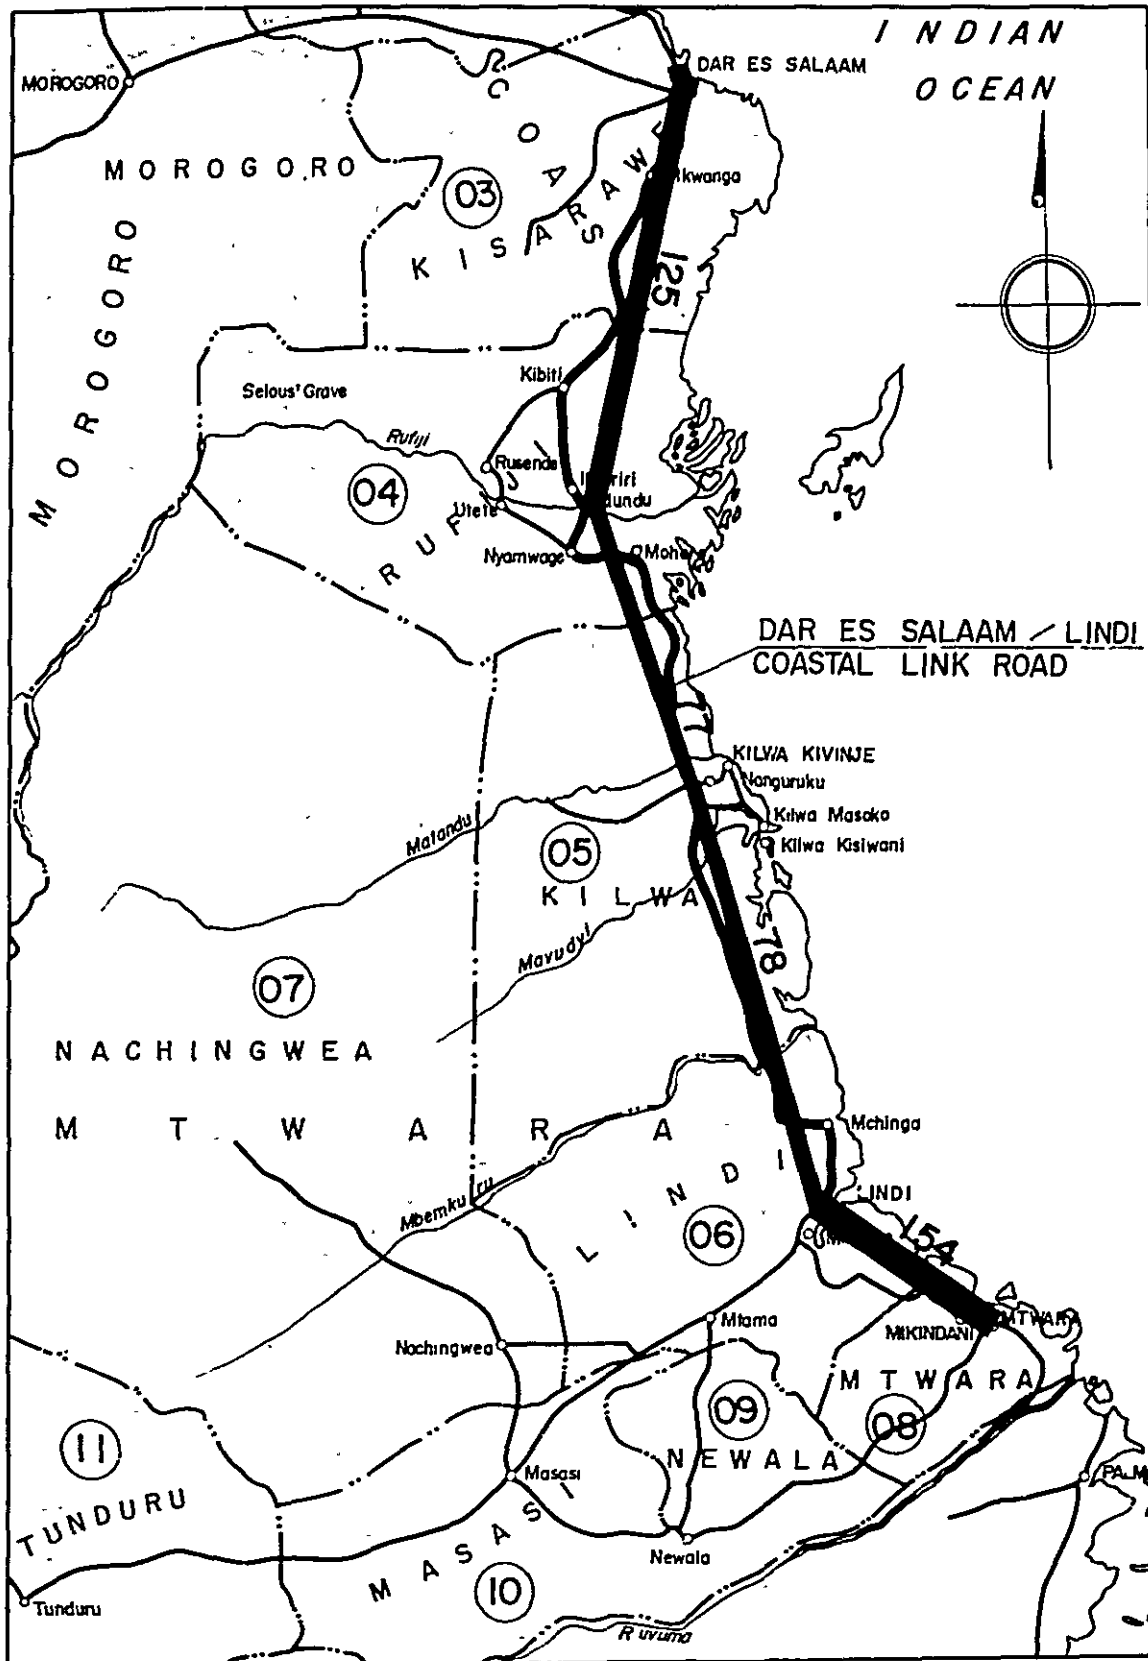 INDIAN
OCEAN
DAR ES SALAAM
MOROGORO
MOROGORO
MOROGORO
COAS
03
KISARAWE
kwanga
125
Kibiti
Selous' Grave
Rufiji
Rusende
04
Utete
RUFIJI
Nyamwage
DAR ES SALAAM / LINDI
COASTAL LINK ROAD
KILWA KIVINJE
Nanguruku
Kilwa Masoko
Matandu
Kilwa Kisiwani
05
KILWA
Mavudyi
78
07
NACHINGWEA
MTWARA
Mchinga
LINDI
Mbemkuru
LINDI
06
154
Mtama
MIKINDANI
MTWARA
Nachingwea
MTWARA
09
08
11
NEWALA
Masasi
TUNDURU
MASASI
Newala
10
Tunduru
Ruvuma